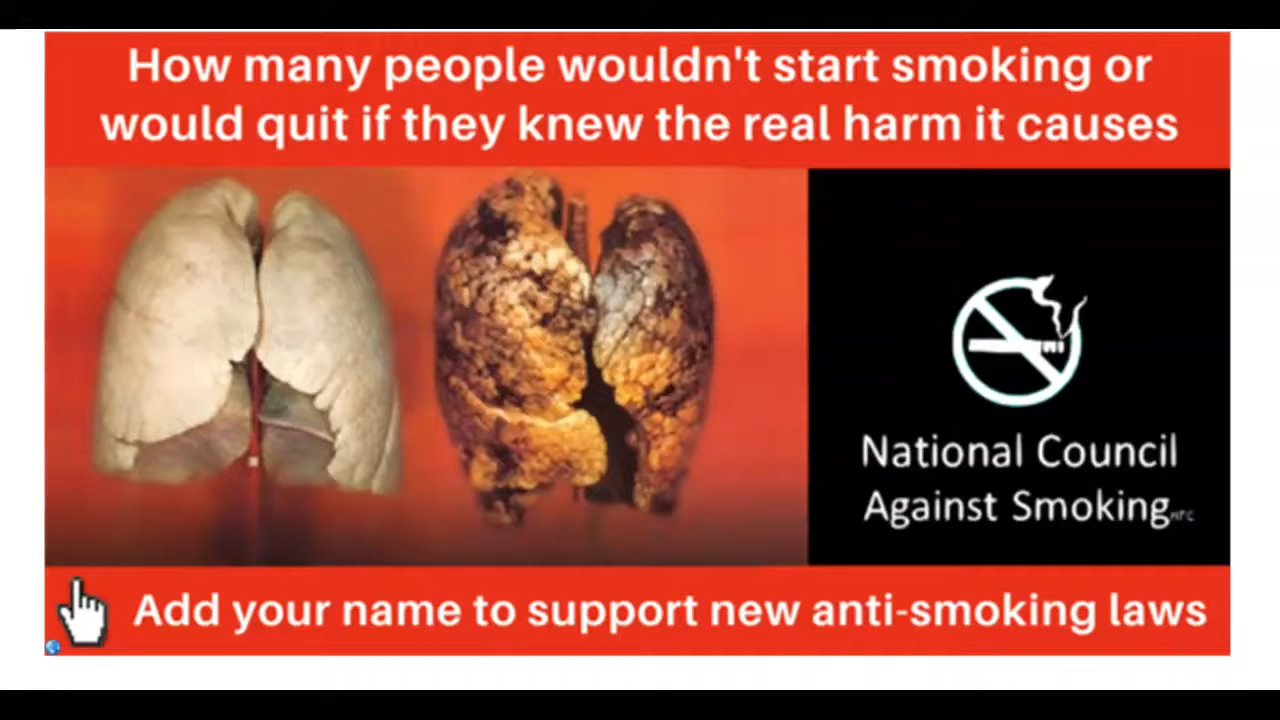 How many people wouldn't start smoking or
would quit if they knew the real harm it causes
National Council
Against Smoking
Add your name to support new anti-smoking laws